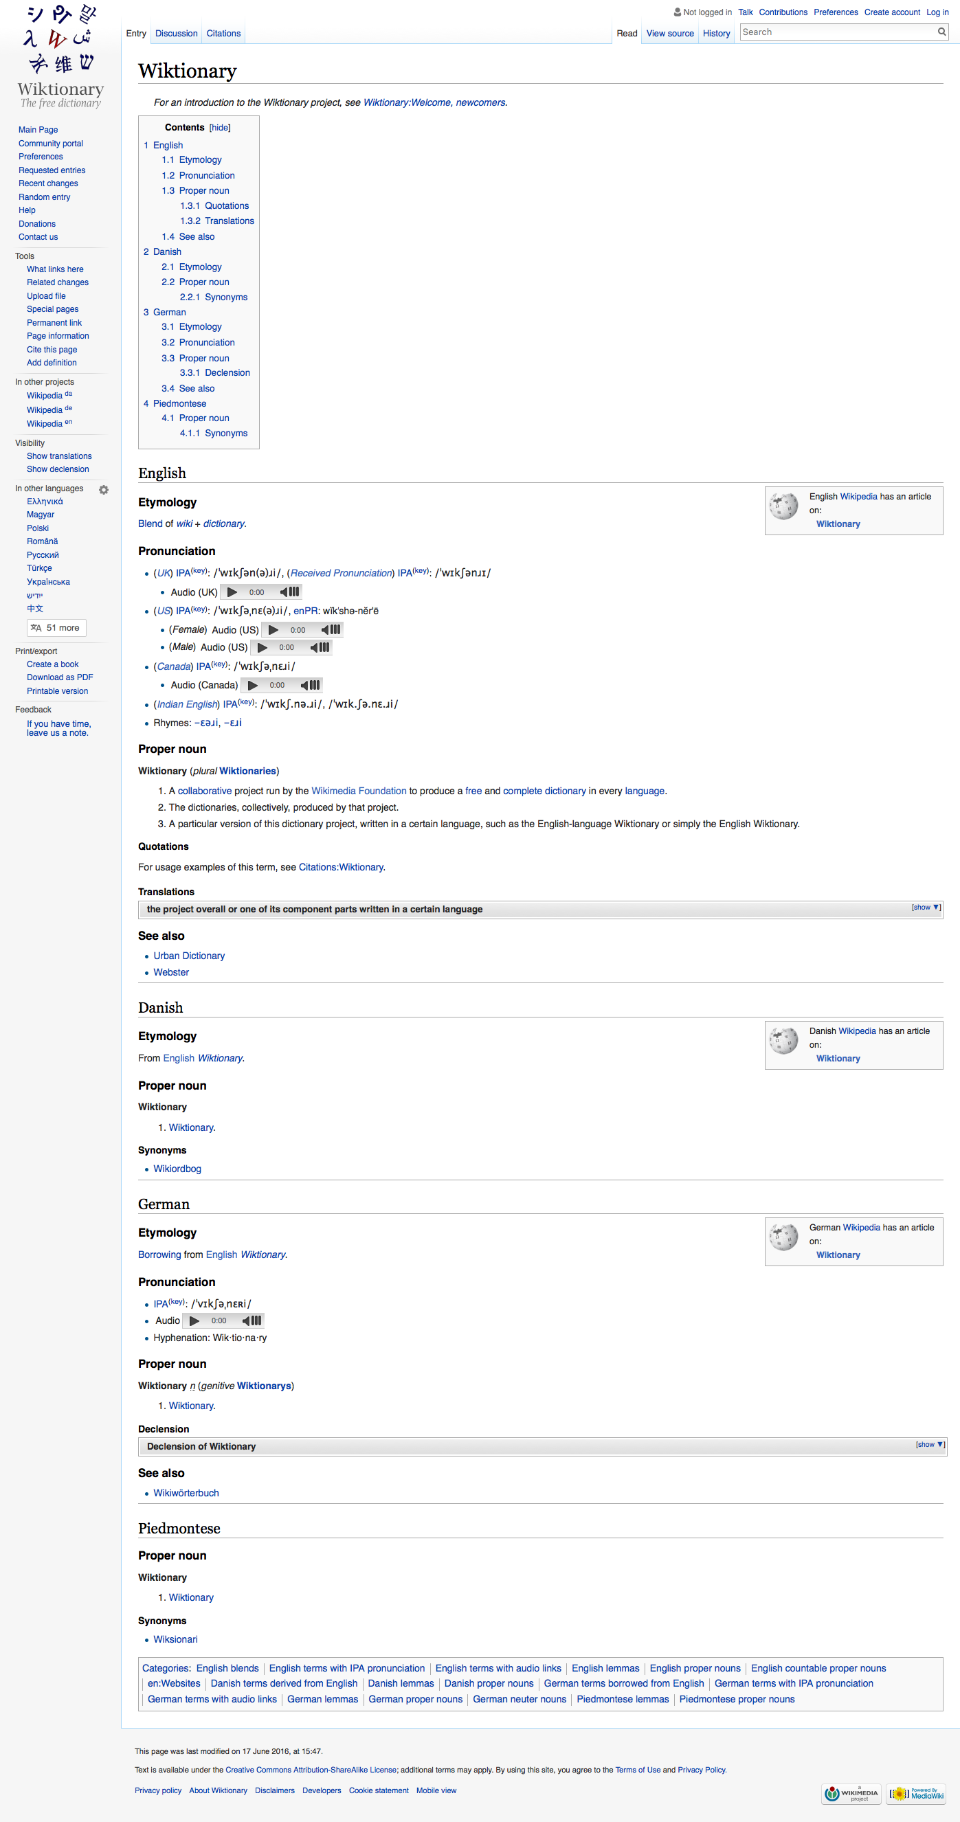 Not logged in Talk Contributions Preferences Create account Log in
Entry Discussion Citations Read View source History Search
Wiktionary
The free dictionary
Main Page
Community portal
Preferences
Requested entries
Recent changes
Random entry
Help
Donations
Contact us
Tools
What links here
Related changes
Upload file
Special pages
Permanent link
Page information
Cite this page
Add definition
In other projects
Wikipedia
Wikipedia de
Wikipedia en
Visibility
Show translations
Show declension
In other languages
Ελληνικά
Magyar
Polski
Română
Русский
Türkçe
Українська
ייִדיש
中文
51 more
Print/export
Create a book
Download as PDF
Printable version
Feedback
If you have time,
leave us a note.
Wiktionary
For an introduction to the Wiktionary project, see Wiktionary:Welcome, newcomers.
Contents [hide]
1 English
1.1 Etymology
1.2 Pronunciation
1.3 Proper noun
1.3.1 Quotations
1.3.2 Translations
1.4 See also
2 Danish
2.1 Etymology
2.2 Proper noun
2.2.1 Synonyms
3 German
3.1 Etymology
3.2 Pronunciation
3.3 Proper noun
3.3.1 Declension
3.4 See also
4 Piedmontese
4.1 Proper noun
4.1.1 Synonyms
English
English Wikipedia has an article
on:
Wiktionary
Etymology
Blend of wiki + dictionary.
Pronunciation
(UK) IPA(key): /ˈwɪkʃən(ə)ɹi/, (Received Pronunciation) IPA(key): /ˈwɪkʃənɹɪ/
Audio (UK) 0:00
(US) IPA(key): /ˈwɪkʃəˌnɛ(ə)ɹi/, enPR: wĭk'shə-nĕr'ē
(Female) Audio (US) 0:00
(Male) Audio (US) 0:00
(Canada) IPA(key): /ˈwɪkʃəˌnɛɹi/
Audio (Canada) 0:00
(Indian English) IPA(key): /ˈwɪkʃ.nə.ɹi/, /ˈwɪk.ʃə.nɛ.ɹi/
Rhymes: -ɛəɹi, -ɛɹi
Proper noun
Wiktionary (plural Wiktionaries)
1. A collaborative project run by the Wikimedia Foundation to produce a free and complete dictionary in every language.
2. The dictionaries, collectively, produced by that project.
3. A particular version of this dictionary project, written in a certain language, such as the English-language Wiktionary or simply the English Wiktionary.
Quotations
For usage examples of this term, see Citations:Wiktionary.
Translations
the project overall or one of its component parts written in a certain language [show ▼]
See also
Urban Dictionary
Webster
Danish
Danish Wikipedia has an article
on:
Wiktionary
Etymology
From English Wiktionary.
Proper noun
Wiktionary
1. Wiktionary.
Synonyms
Wikiordbog
German
German Wikipedia has an article
on:
Wiktionary
Etymology
Borrowing from English Wiktionary.
Pronunciation
IPA(key): /ˈvɪkʃəˌnɛʀi/
Audio 0:00
Hyphenation: Wik·tio·na·ry
Proper noun
Wiktionary n (genitive Wiktionarys)
1. Wiktionary.
Declension
Declension of Wiktionary [show ▼]
See also
Wikiwörterbuch
Piedmontese
Proper noun
Wiktionary
1. Wiktionary
Synonyms
Wiksionari
Categories: English blends | English terms with IPA pronunciation | English terms with audio links | English lemmas | English proper nouns | English countable proper nouns
| en:Websites | Danish terms derived from English | Danish lemmas | Danish proper nouns | German terms borrowed from English | German terms with IPA pronunciation
| German terms with audio links | German lemmas | German proper nouns | German neuter nouns | Piedmontese lemmas | Piedmontese proper nouns
This page was last modified on 17 June 2016, at 15:47.
Text is available under the Creative Commons Attribution-ShareAlike License; additional terms may apply. By using this site, you agree to the Terms of Use and Privacy Policy.
Privacy policy About Wiktionary Disclaimers Developers Cookie statement Mobile view
A WIKIMEDIA project
Powered By MediaWiki